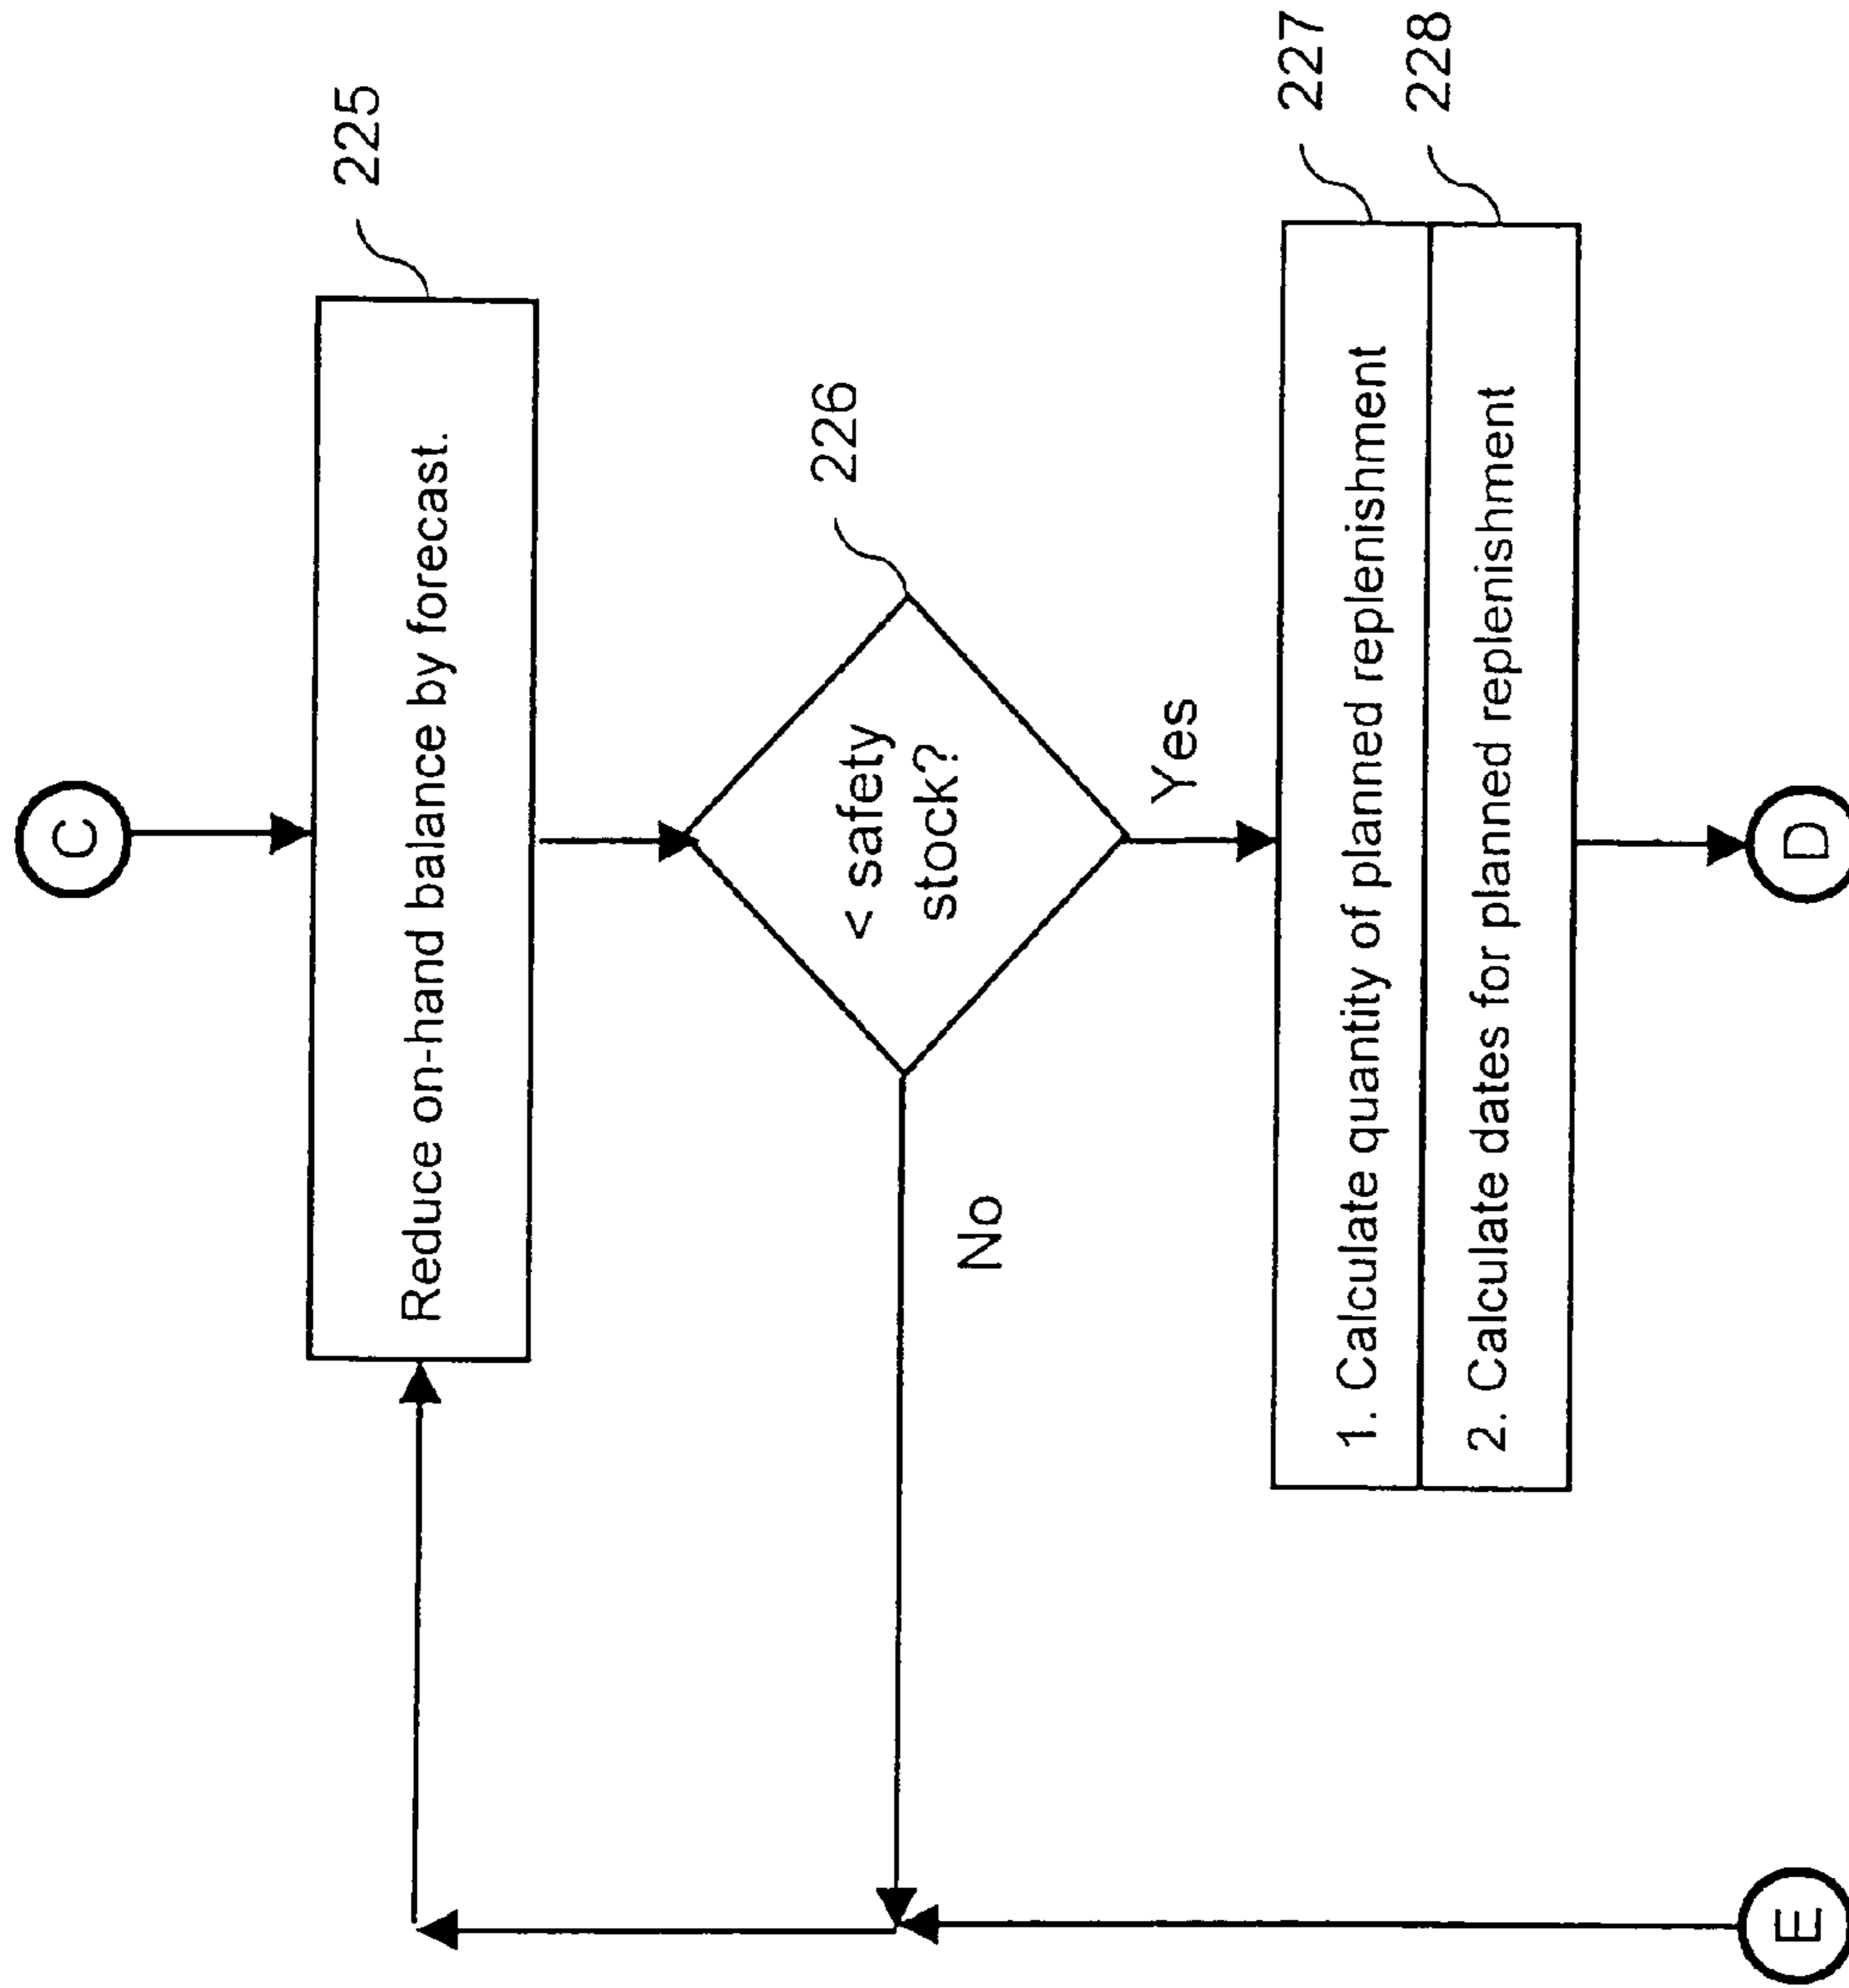 C
225
Reduce on-hand balance by forecast.
226
< safety
stock?
No
Yes
227
1. Calculate quantity of planned replenishment
228
2. Calculate dates for planned replenishment
E
D